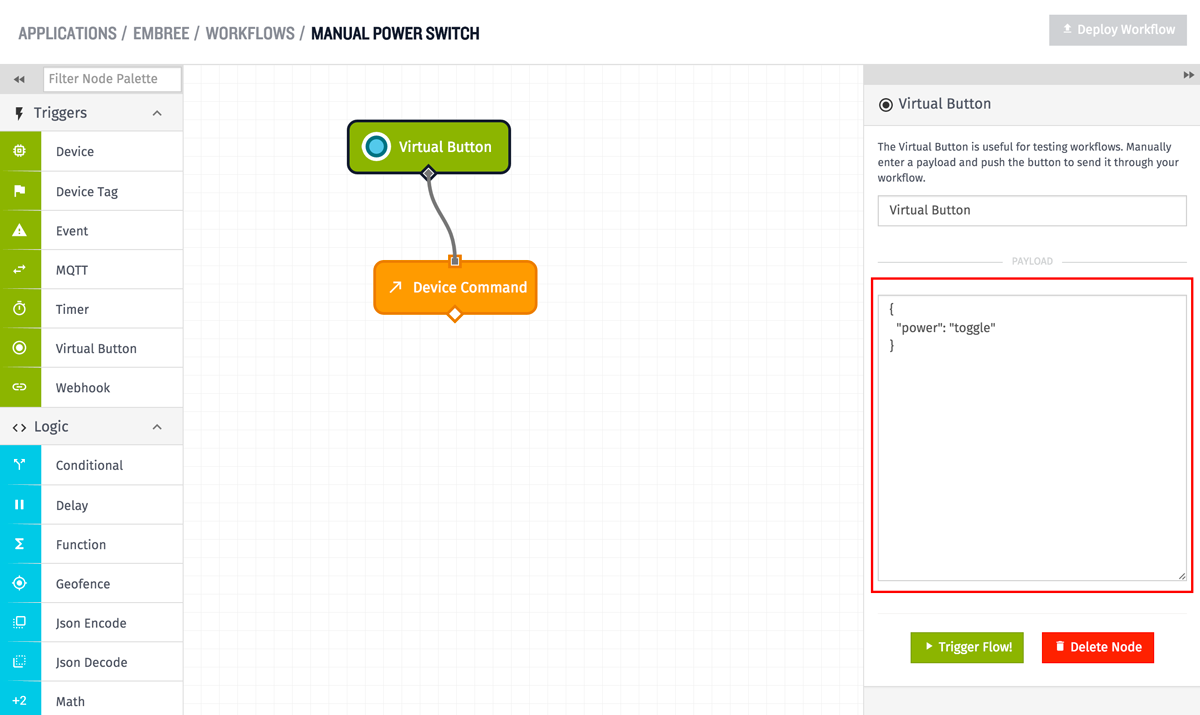 APPLICATIONS / EMBREE / WORKFLOWS / MANUAL POWER SWITCH
Deploy Workflow
Filter Node Palette
Triggers
Device
Device Tag
Event
MQTT
Timer
Virtual Button
Webhook
Logic
Conditional
Delay
Function
Geofence
Json Encode
Json Decode
+2 Math
Virtual Button
Device Command
Virtual Button
The Virtual Button is useful for testing workflows. Manually
enter a payload and push the button to send it through your
workflow.
Virtual Button
PAYLOAD
{
"power": "toggle"
}
Trigger Flow!
Delete Node